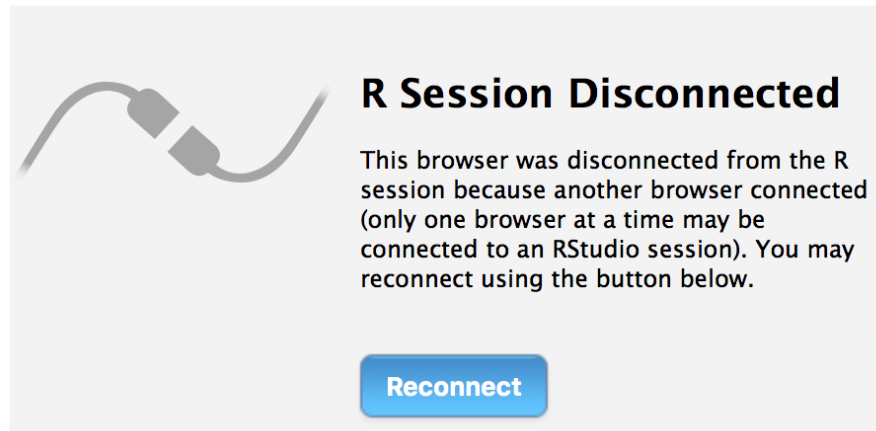 R Session Disconnected
This browser was disconnected from the R
session because another browser connected
(only one browser at a time may be
connected to an RStudio session). You may
reconnect using the button below.
Reconnect